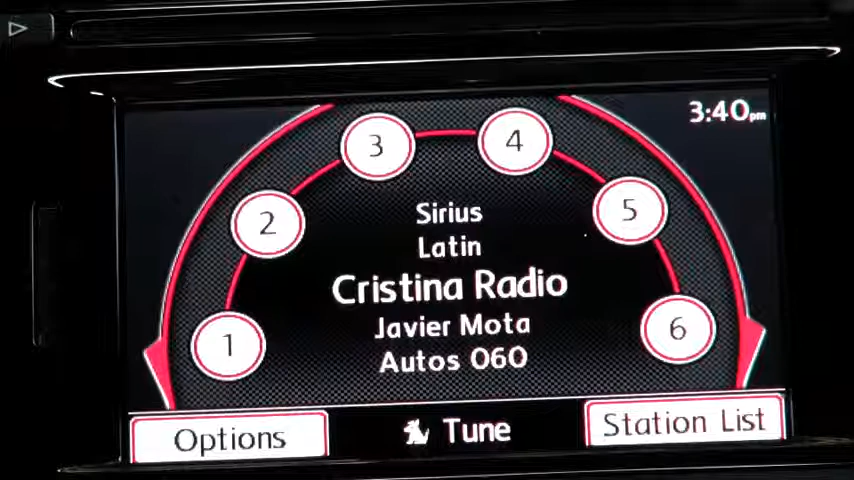 3:40pm
3
4
2
5
Sirius
Latin
Cristina Radio
Javier Mota
Autos 060
1
6
Options
Tune
Station List